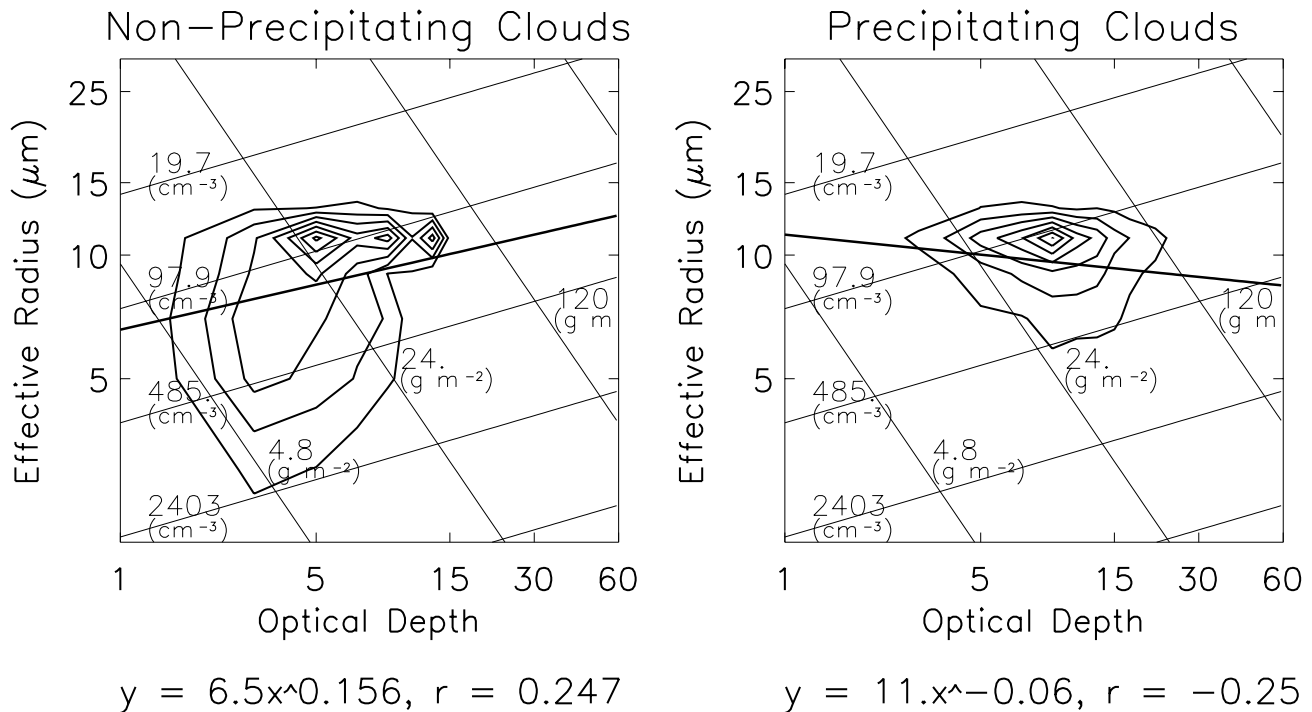 Non-Precipitating Clouds
Effective Radius (μm)
25
15
10
5
19.7
(cm⁻³)
97.9
(cm⁻³)
485.
(cm⁻³)
2403
(cm⁻³)
4.8
(g m⁻²)
24.
(g m⁻²)
120
(g m
1 5 15 30 60
Optical Depth
y = 6.5x^0.156, r = 0.247
Precipitating Clouds
Effective Radius (μm)
25
15
10
5
19.7
(cm⁻³)
97.9
(cm⁻³)
485.
(cm⁻³)
2403
(cm⁻³)
4.8
(g m⁻²)
24.
(g m⁻²)
120
(g m
1 5 15 30 60
Optical Depth
y = 11.x^-0.06, r = -0.25